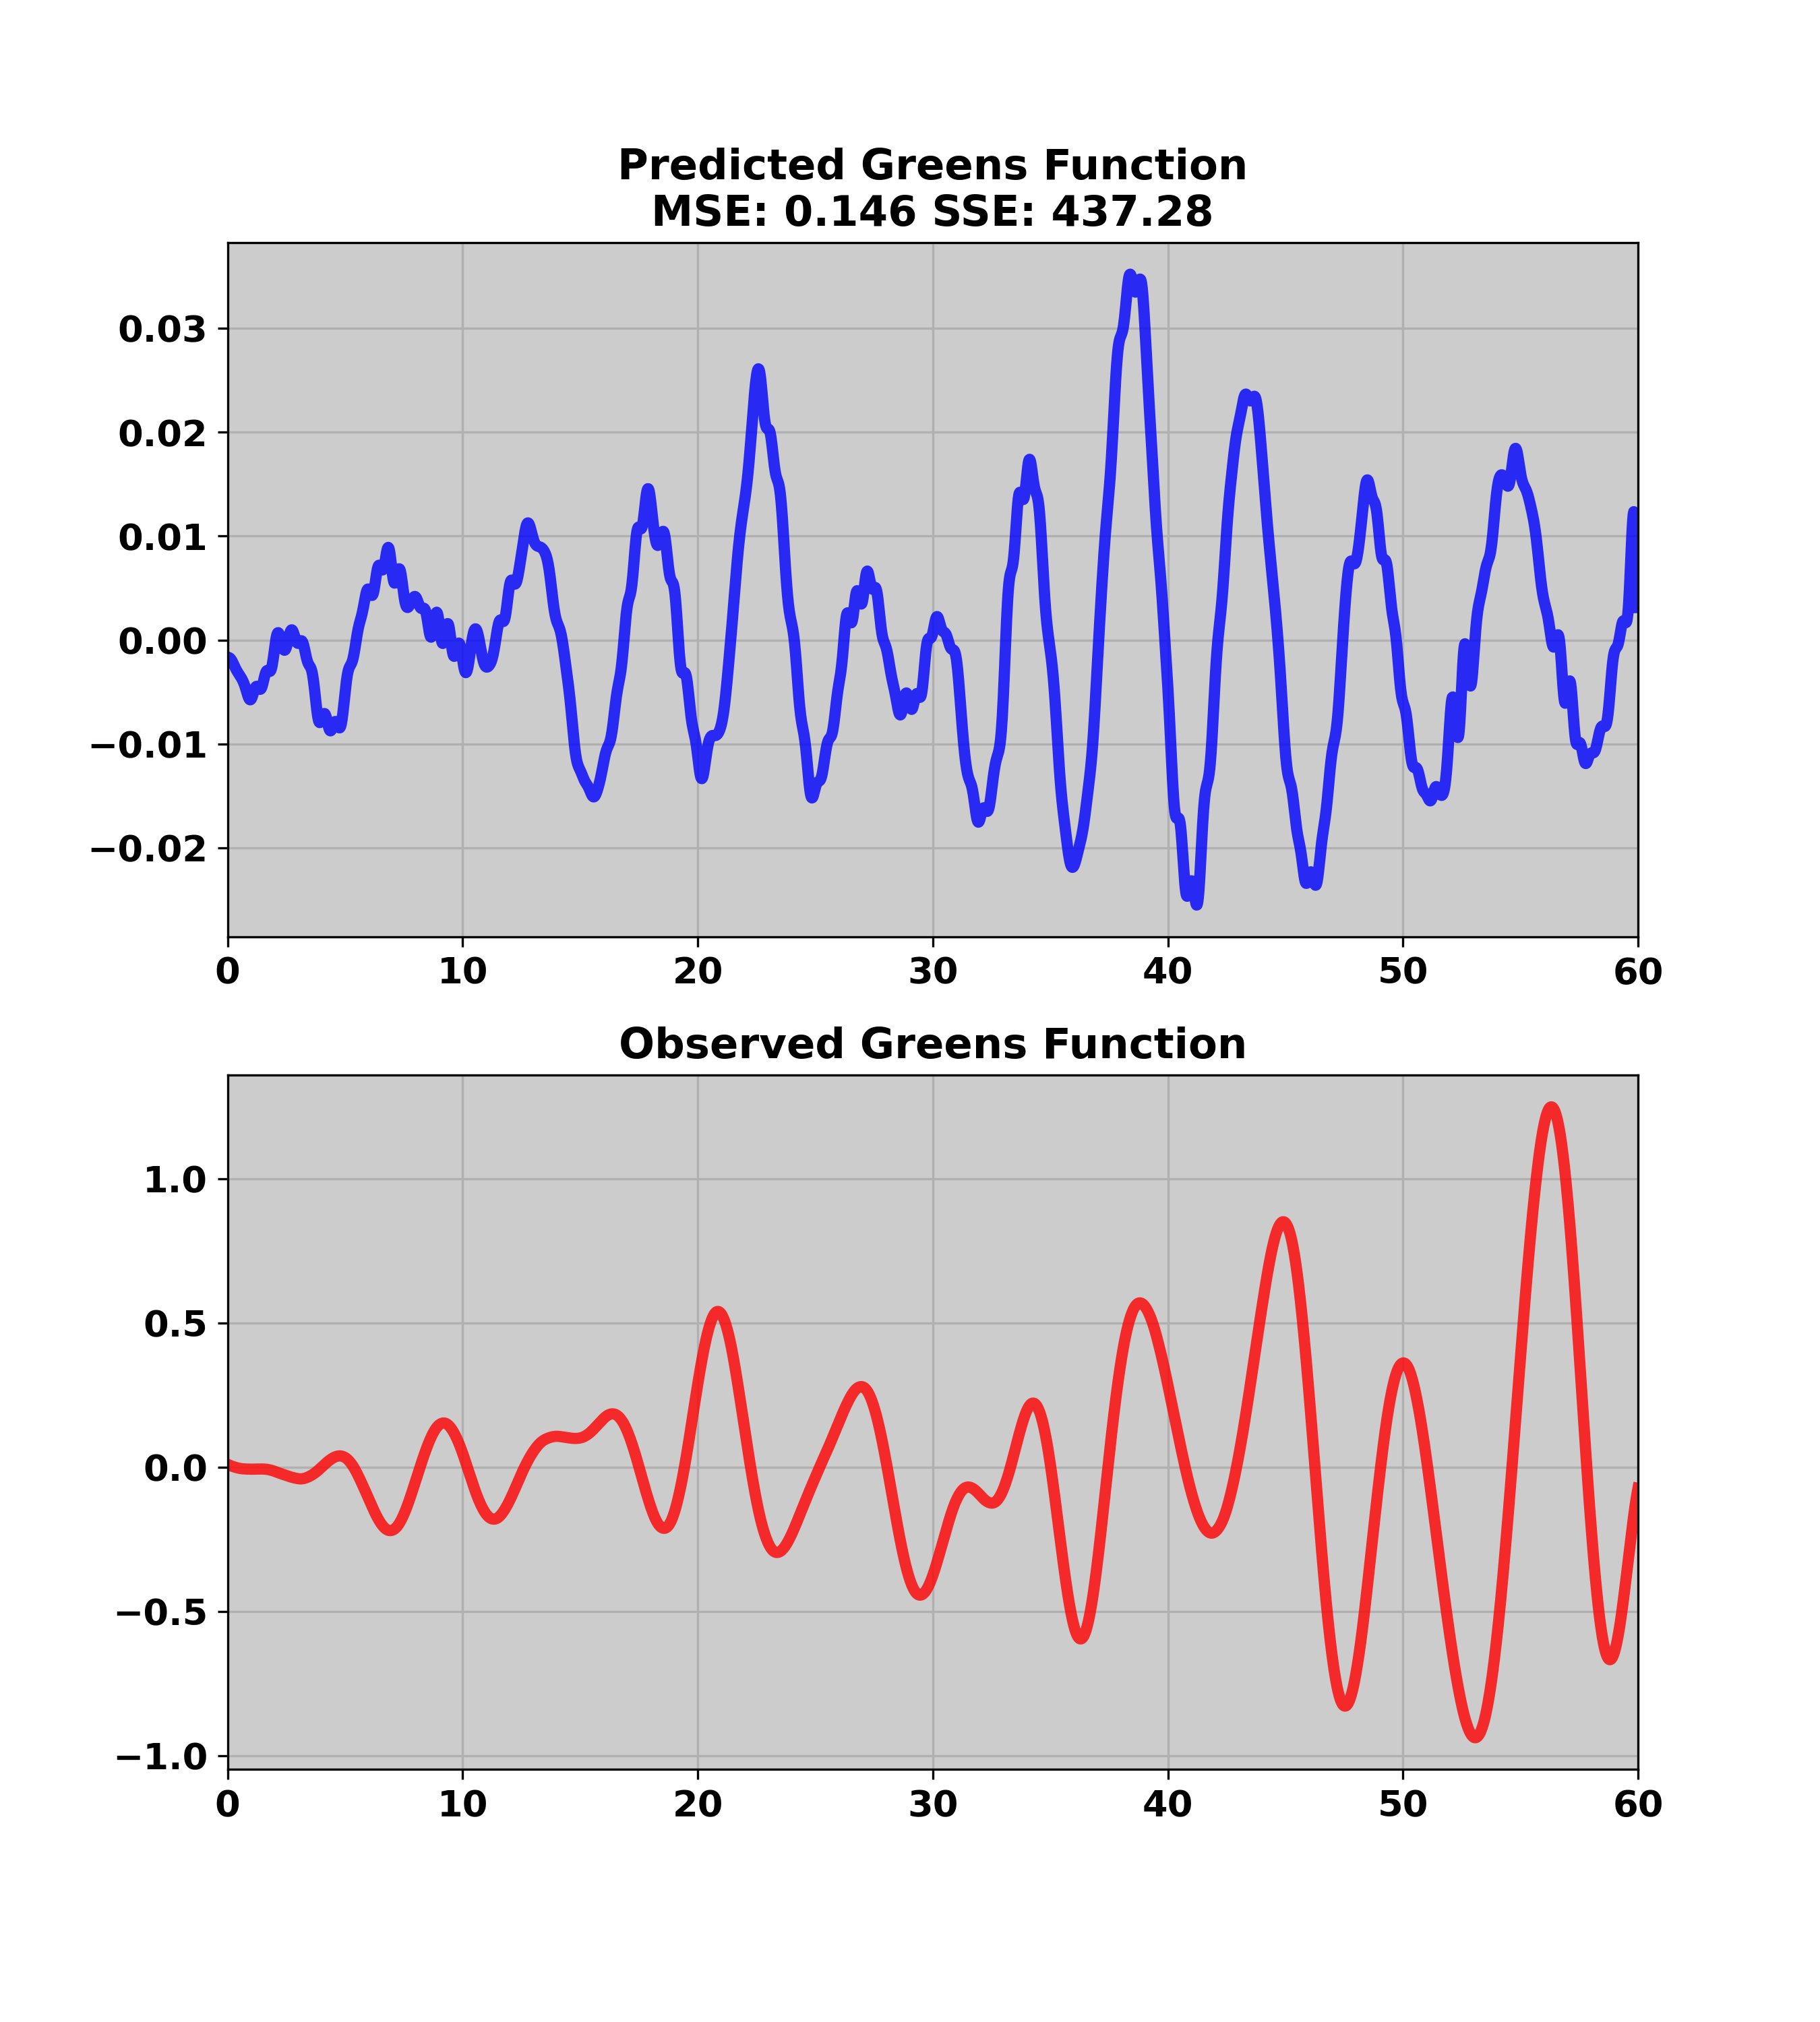 Predicted Greens Function
MSE: 0.146 SSE: 437.28
0.03
0.02
0.01
0.00
−0.01
−0.02
0 10 20 30 40 50 60
Observed Greens Function
1.0
0.5
0.0
−0.5
−1.0
0 10 20 30 40 50 60